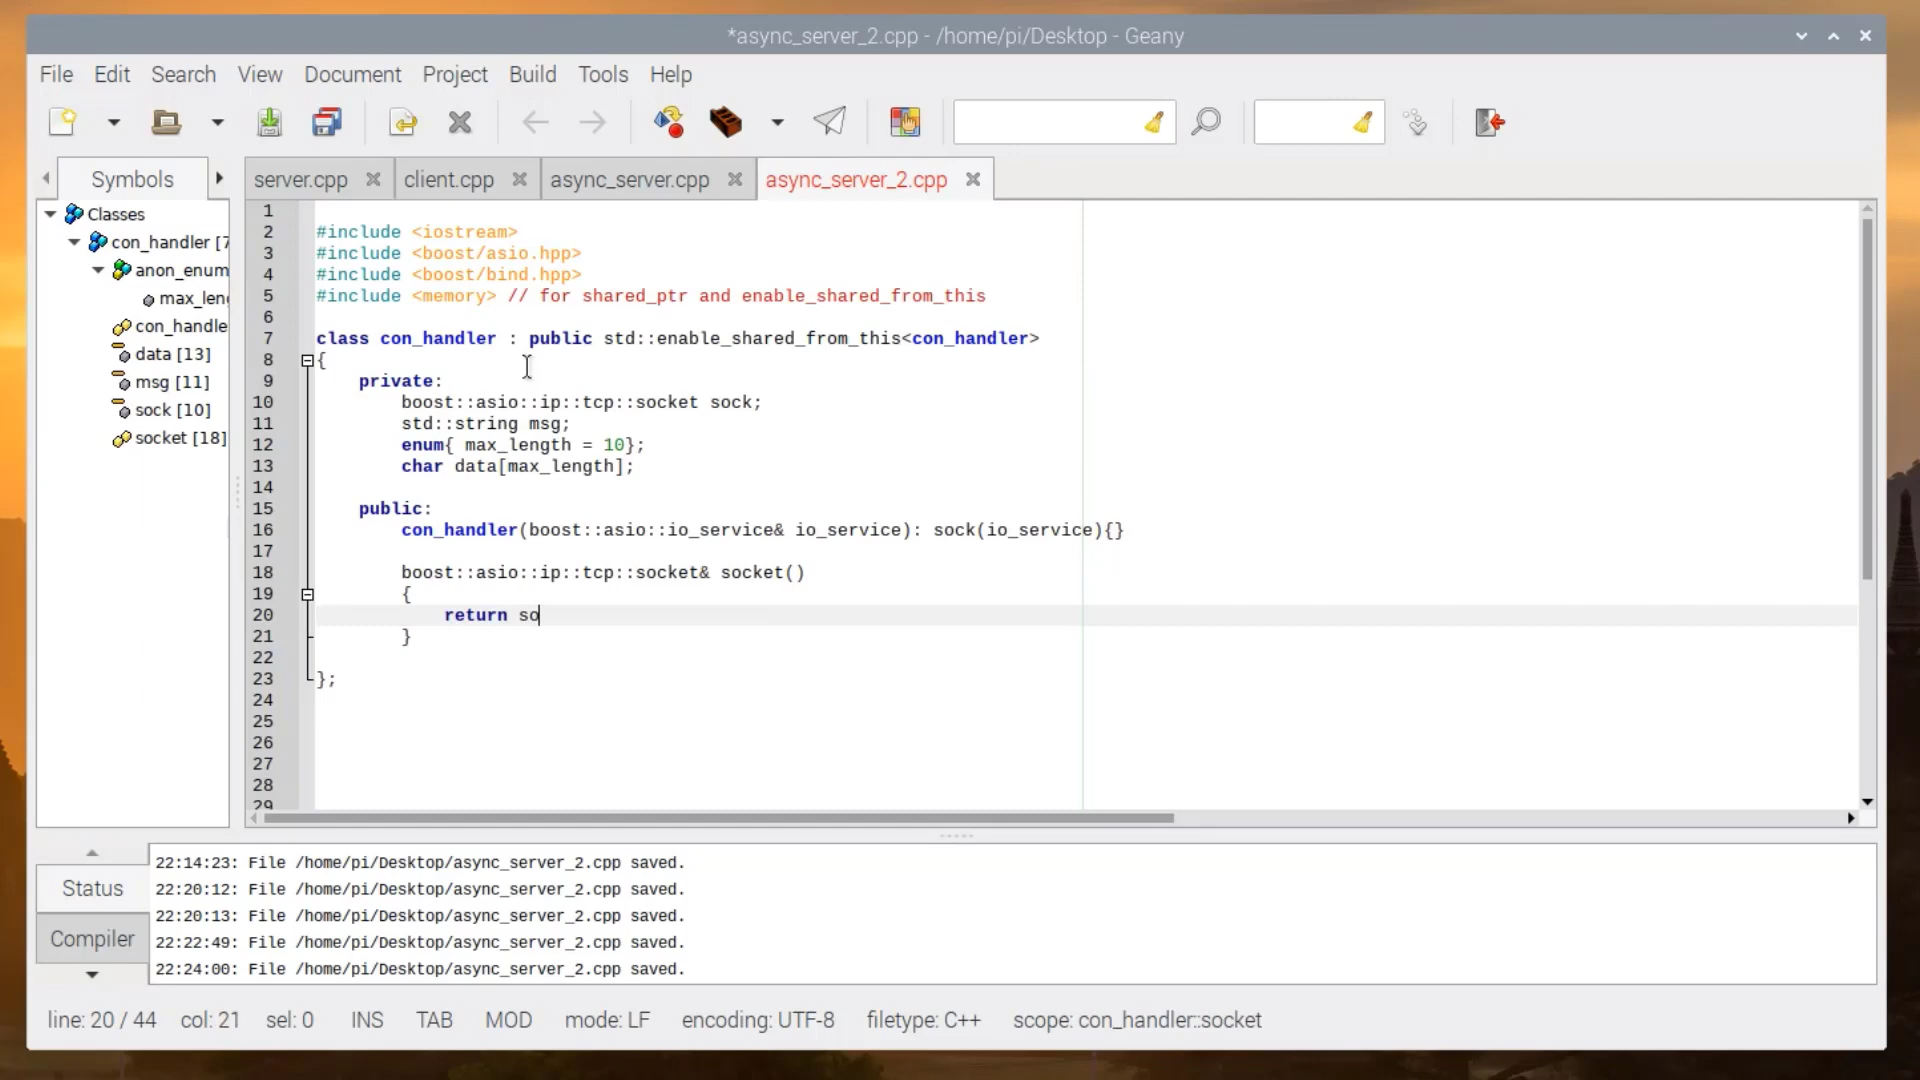 *async_server_2.cpp - /home/pi/Desktop - Geany
File Edit Search View Document Project Build Tools Help
Symbols
server.cpp client.cpp async_server.cpp async_server_2.cpp
Classes
con_handler [7
anon_enum
max_len
con_handle
data [13]
msg [11]
sock [10]
socket [18]
1
2 #include <iostream>
3 #include <boost/asio.hpp>
4 #include <boost/bind.hpp>
5 #include <memory> // for shared_ptr and enable_shared_from_this
6
7 class con_handler : public std::enable_shared_from_this<con_handler>
8 {
9 private:
10 boost::asio::ip::tcp::socket sock;
11 std::string msg;
12 enum{ max_length = 10};
13 char data[max_length];
14
15 public:
16 con_handler(boost::asio::io_service& io_service): sock(io_service){}
17
18 boost::asio::ip::tcp::socket& socket()
19 {
20 return so
21 }
22
23 };
24
25
26
27
28
29
Status
Compiler
22:14:23: File /home/pi/Desktop/async_server_2.cpp saved.
22:20:12: File /home/pi/Desktop/async_server_2.cpp saved.
22:20:13: File /home/pi/Desktop/async_server_2.cpp saved.
22:22:49: File /home/pi/Desktop/async_server_2.cpp saved.
22:24:00: File /home/pi/Desktop/async_server_2.cpp saved.
line: 20 / 44 col: 21 sel: 0 INS TAB MOD mode: LF encoding: UTF-8 filetype: C++ scope: con_handler::socket